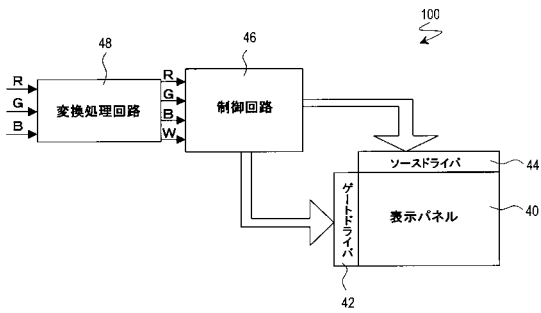 100
48
46
R
G
B
変換処理回路
R
G
B
W
制御回路
ソースドライバ
44
ゲートドライバ
表示パネル
40
42